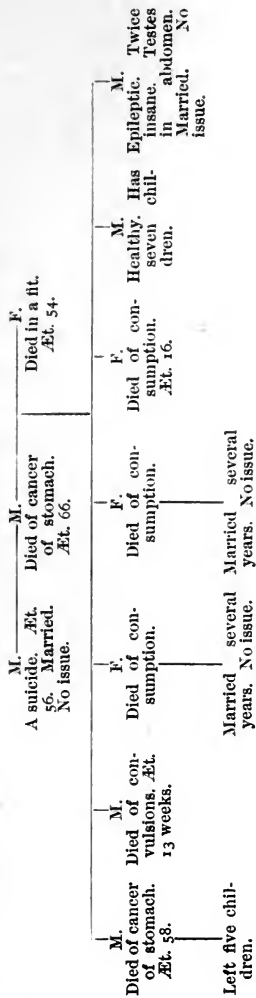 M.
A suicide. Æt.
56. Married.
No issue.
M.
Died of cancer
of stomach.
Æt. 66.
F.
Died in a fit.
Æt. 54.
M.
Died of cancer
of stomach.
Æt. 58.
Left five chil-
dren.
M.
Died of con-
vulsions. Æt.
13 weeks.
F.
Died of con-
sumption.
Married several
years. No issue.
F.
Died of con-
sumption.
Married several
years. No issue.
F.
Died of con-
sumption.
Æt. 16.
M.
Healthy. Has
seven chil-
dren.
M.
Epileptic. Twice
insane. Testes
in abdomen.
Married. No
issue.